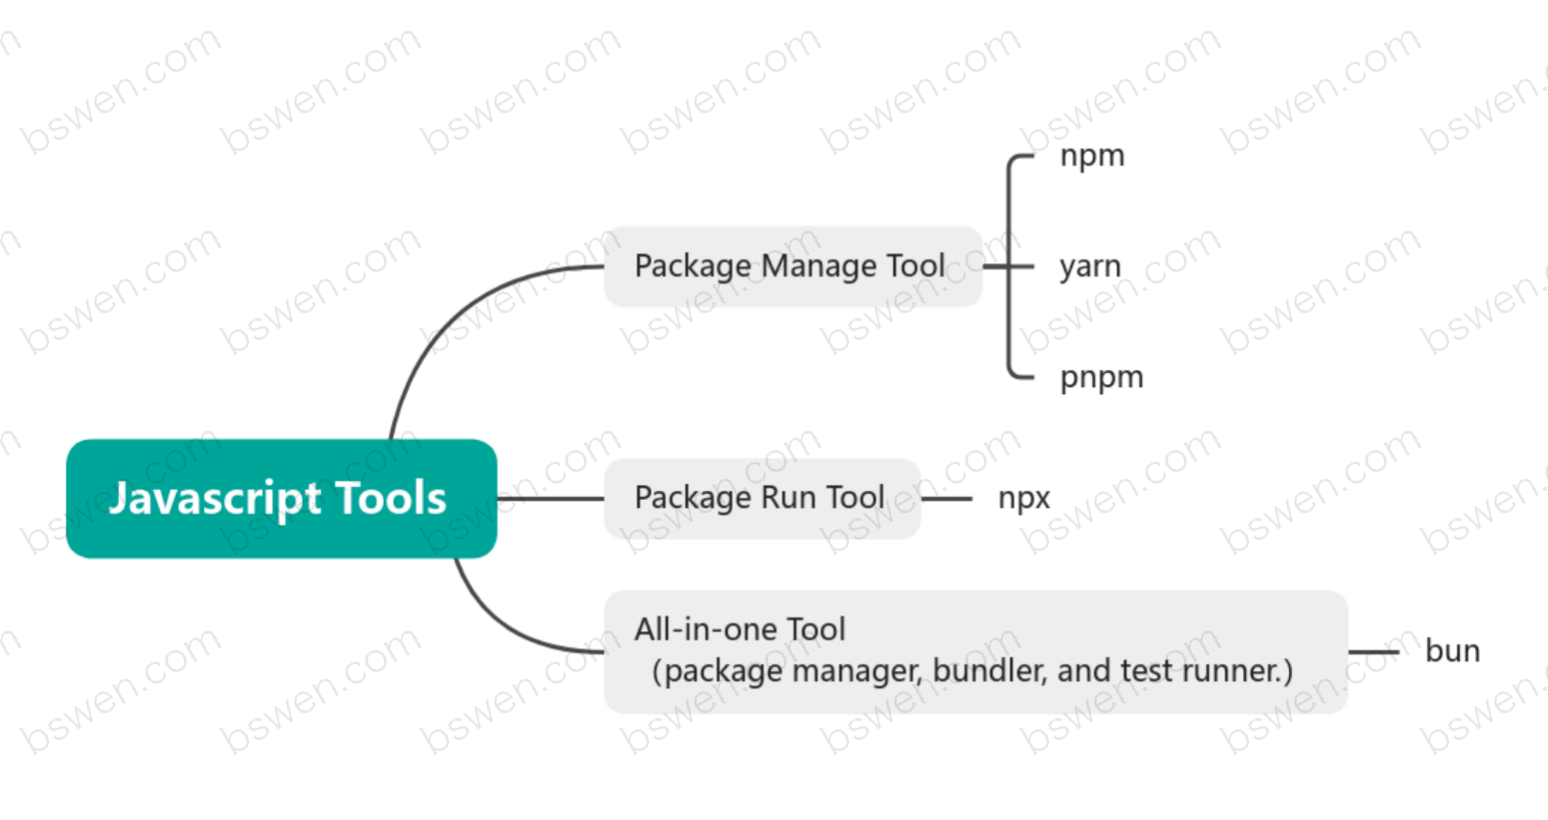 npm
Package Manage Tool
yarn
pnpm
Javascript Tools
Package Run Tool
npx
All-in-one Tool
(package manager, bundler, and test runner.)
bun
bswen.com